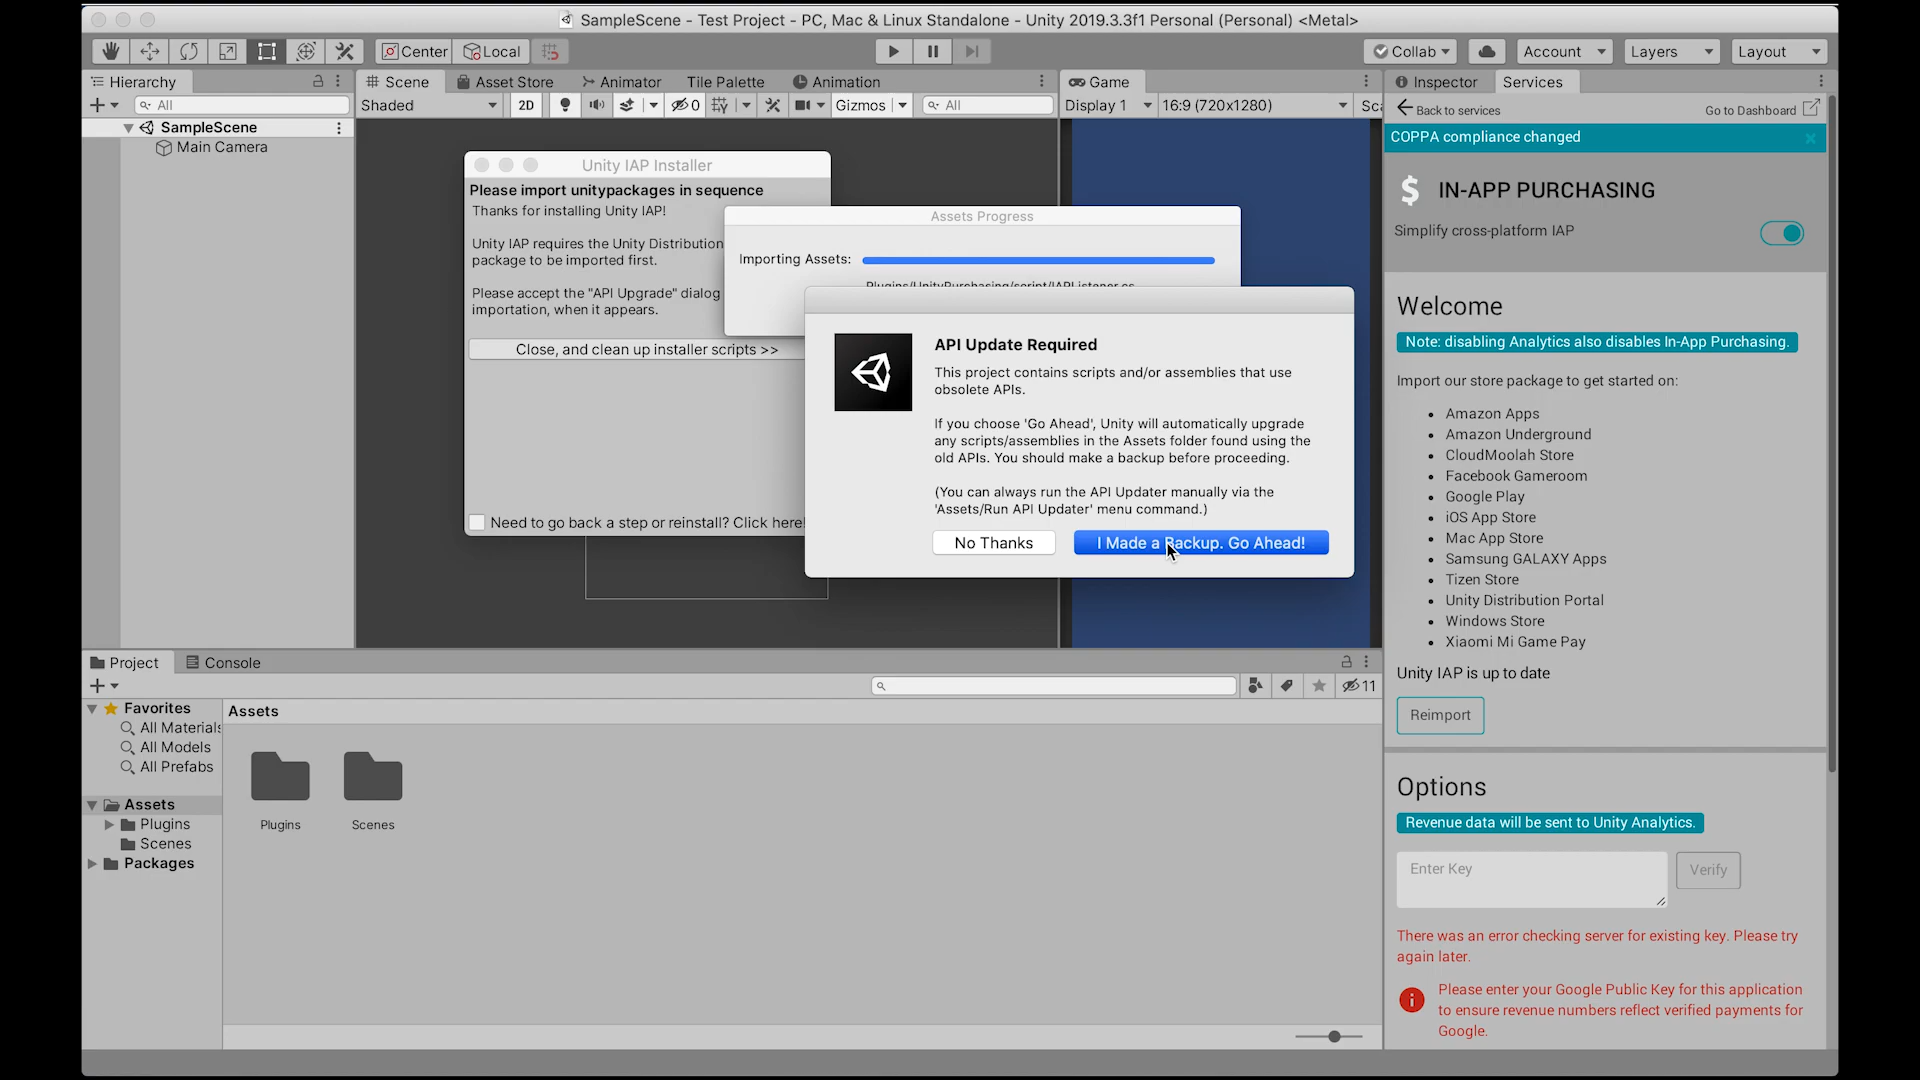 SampleScene - Test Project - PC, Mac & Linux Standalone - Unity 2019.3.3f1 Personal (Personal) <Metal>
Center
Local
Collab
Account
Layers
Layout
Hierarchy
All
SampleScene
Main Camera
Scene
Asset Store
Animator
Tile Palette
Animation
Shaded
2D
0
Gizmos
All
Game
Display 1
16:9 (720x1280)
Sca
Unity IAP Installer
Please import unitypackages in sequence
Thanks for installing Unity IAP!
Unity IAP requires the Unity Distribution
package to be imported first.
Please accept the "API Upgrade" dialog
importation, when it appears.
Close, and clean up installer scripts >>
Need to go back a step or reinstall? Click here!
Assets Progress
Importing Assets:
Plugins/UnityPurchasing/script/IAPListener.cs
API Update Required
This project contains scripts and/or assemblies that use
obsolete APIs.
If you choose 'Go Ahead', Unity will automatically upgrade
any scripts/assemblies in the Assets folder found using the
old APIs. You should make a backup before proceeding.
(You can always run the API Updater manually via the
'Assets/Run API Updater' menu command.)
No Thanks
I Made a Backup. Go Ahead!
Inspector
Services
Back to services
Go to Dashboard
COPPA compliance changed
x
$ IN-APP PURCHASING
Simplify cross-platform IAP
Welcome
Note: disabling Analytics also disables In-App Purchasing.
Import our store package to get started on:
• Amazon Apps
• Amazon Underground
• CloudMoolah Store
• Facebook Gameroom
• Google Play
• iOS App Store
• Mac App Store
• Samsung GALAXY Apps
• Tizen Store
• Unity Distribution Portal
• Windows Store
• Xiaomi Mi Game Pay
Unity IAP is up to date
Reimport
Options
Revenue data will be sent to Unity Analytics.
Enter Key
Verify
There was an error checking server for existing key. Please try
again later.
Please enter your Google Public Key for this application
to ensure revenue numbers reflect verified payments for
Google.
Project
Console
11
Favorites
All Materials
All Models
All Prefabs
Assets
Plugins
Scenes
Packages
Assets
Plugins
Scenes